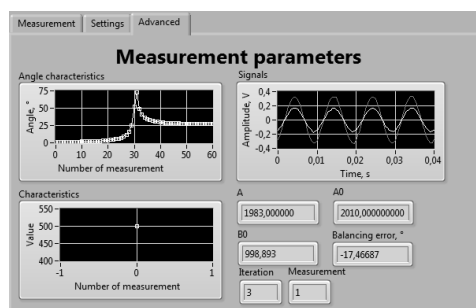 Measurement Settings Advanced
Measurement parameters
Angle characteristics
Angle, °
75
50
25
0
0 10 20 30 40 50 60
Number of measurement
Signals
Amplitude, V
0,4
0,2
0
-0,2
-0,4
0 0,01 0,02 0,03 0,04
Time, s
Characteristics
Value
550
500
450
400
-1 0 1
Number of measurement
A A0
1983,000000 2010,000000000
B0 Balancing error, °
998,893 -17,46687
Iteration Measurement
3 1